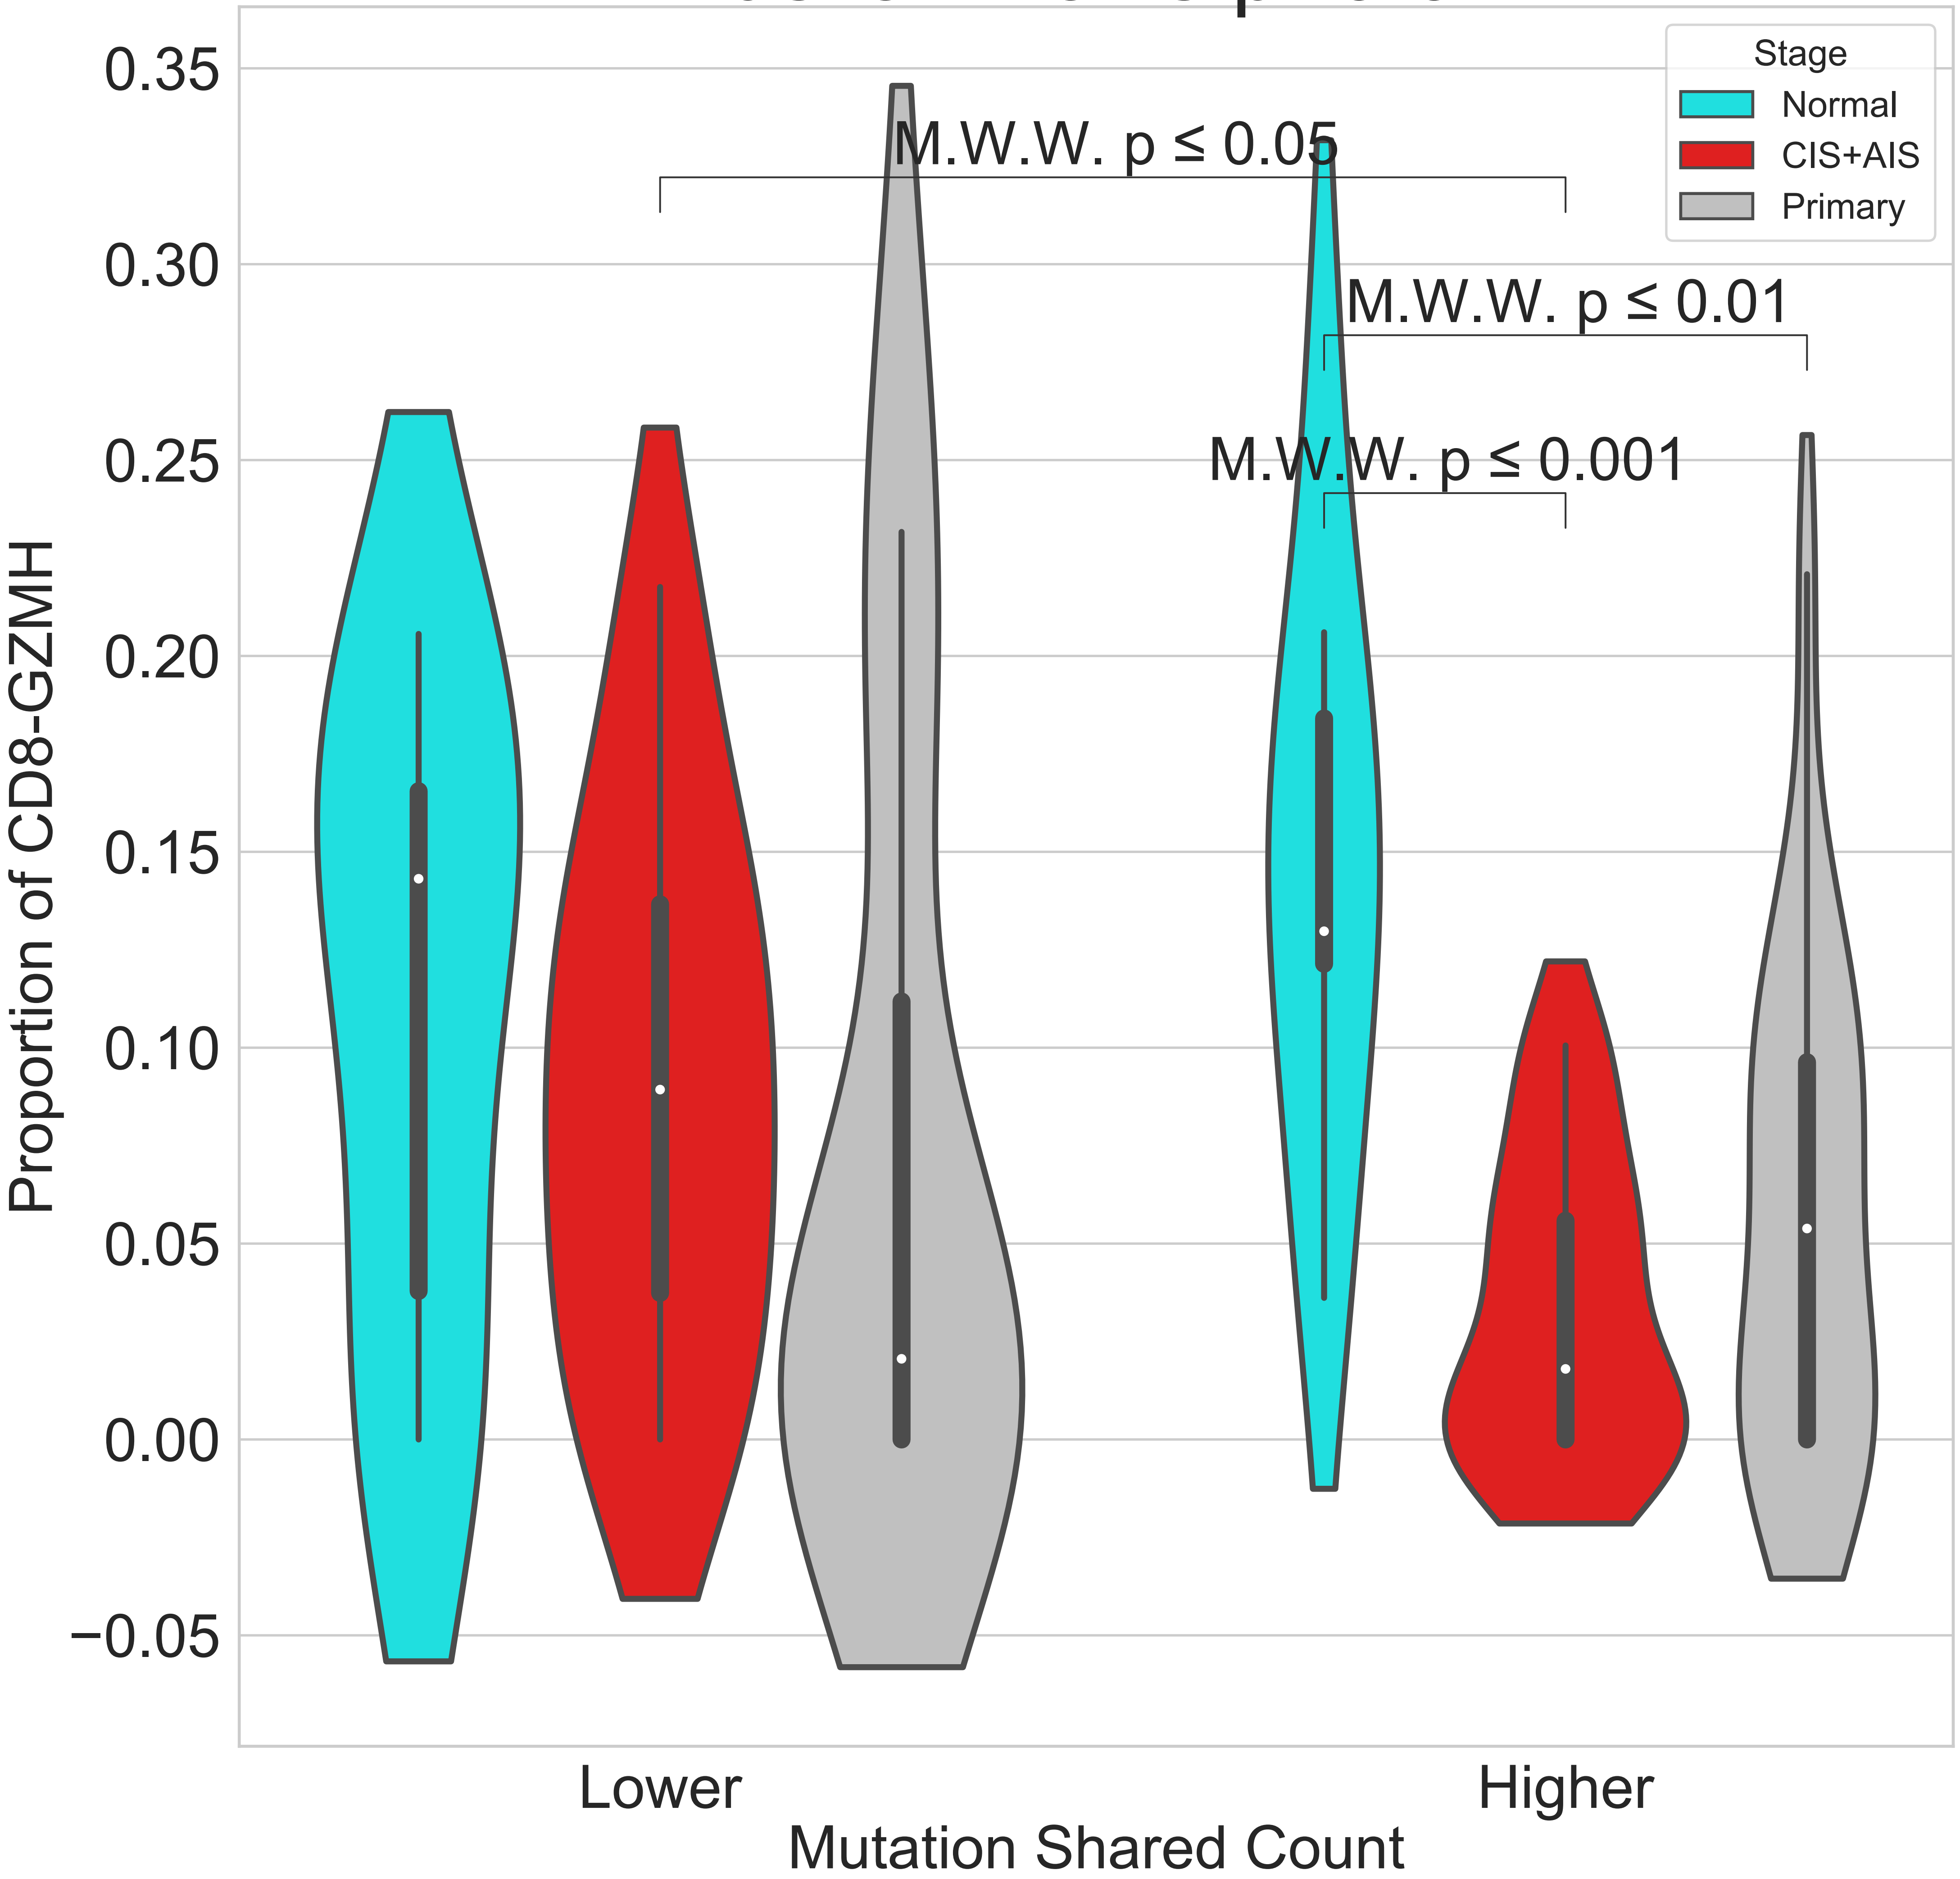 Stage
Normal
CIS+AIS
Primary
0.35
0.30
0.25
0.20
0.15
0.10
0.05
0.00
−0.05
Proportion of CD8-GZMH
M.W.W. p ≤ 0.05
M.W.W. p ≤ 0.01
M.W.W. p ≤ 0.001
Lower
Higher
Mutation Shared Count